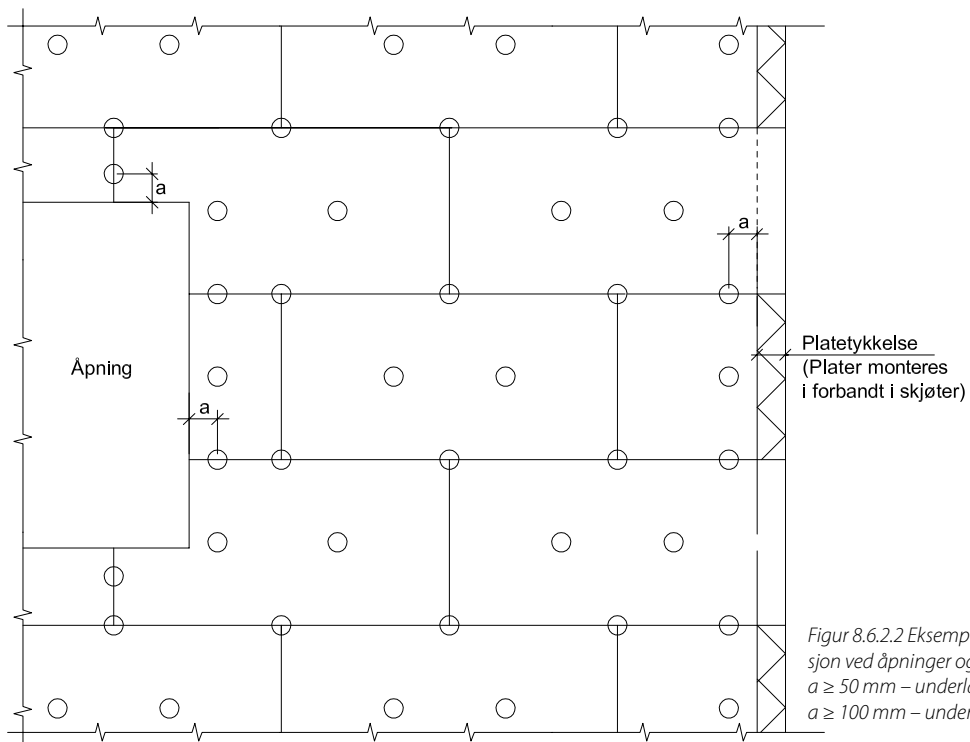 a
a
Platetykkelse
(Plater monteres
i forbandt i skjøter)
Åpning
a
Figur 8.6.2.2 Eksemp
sjon ved åpninger og
a ≥ 50 mm – underla
a ≥ 100 mm – under